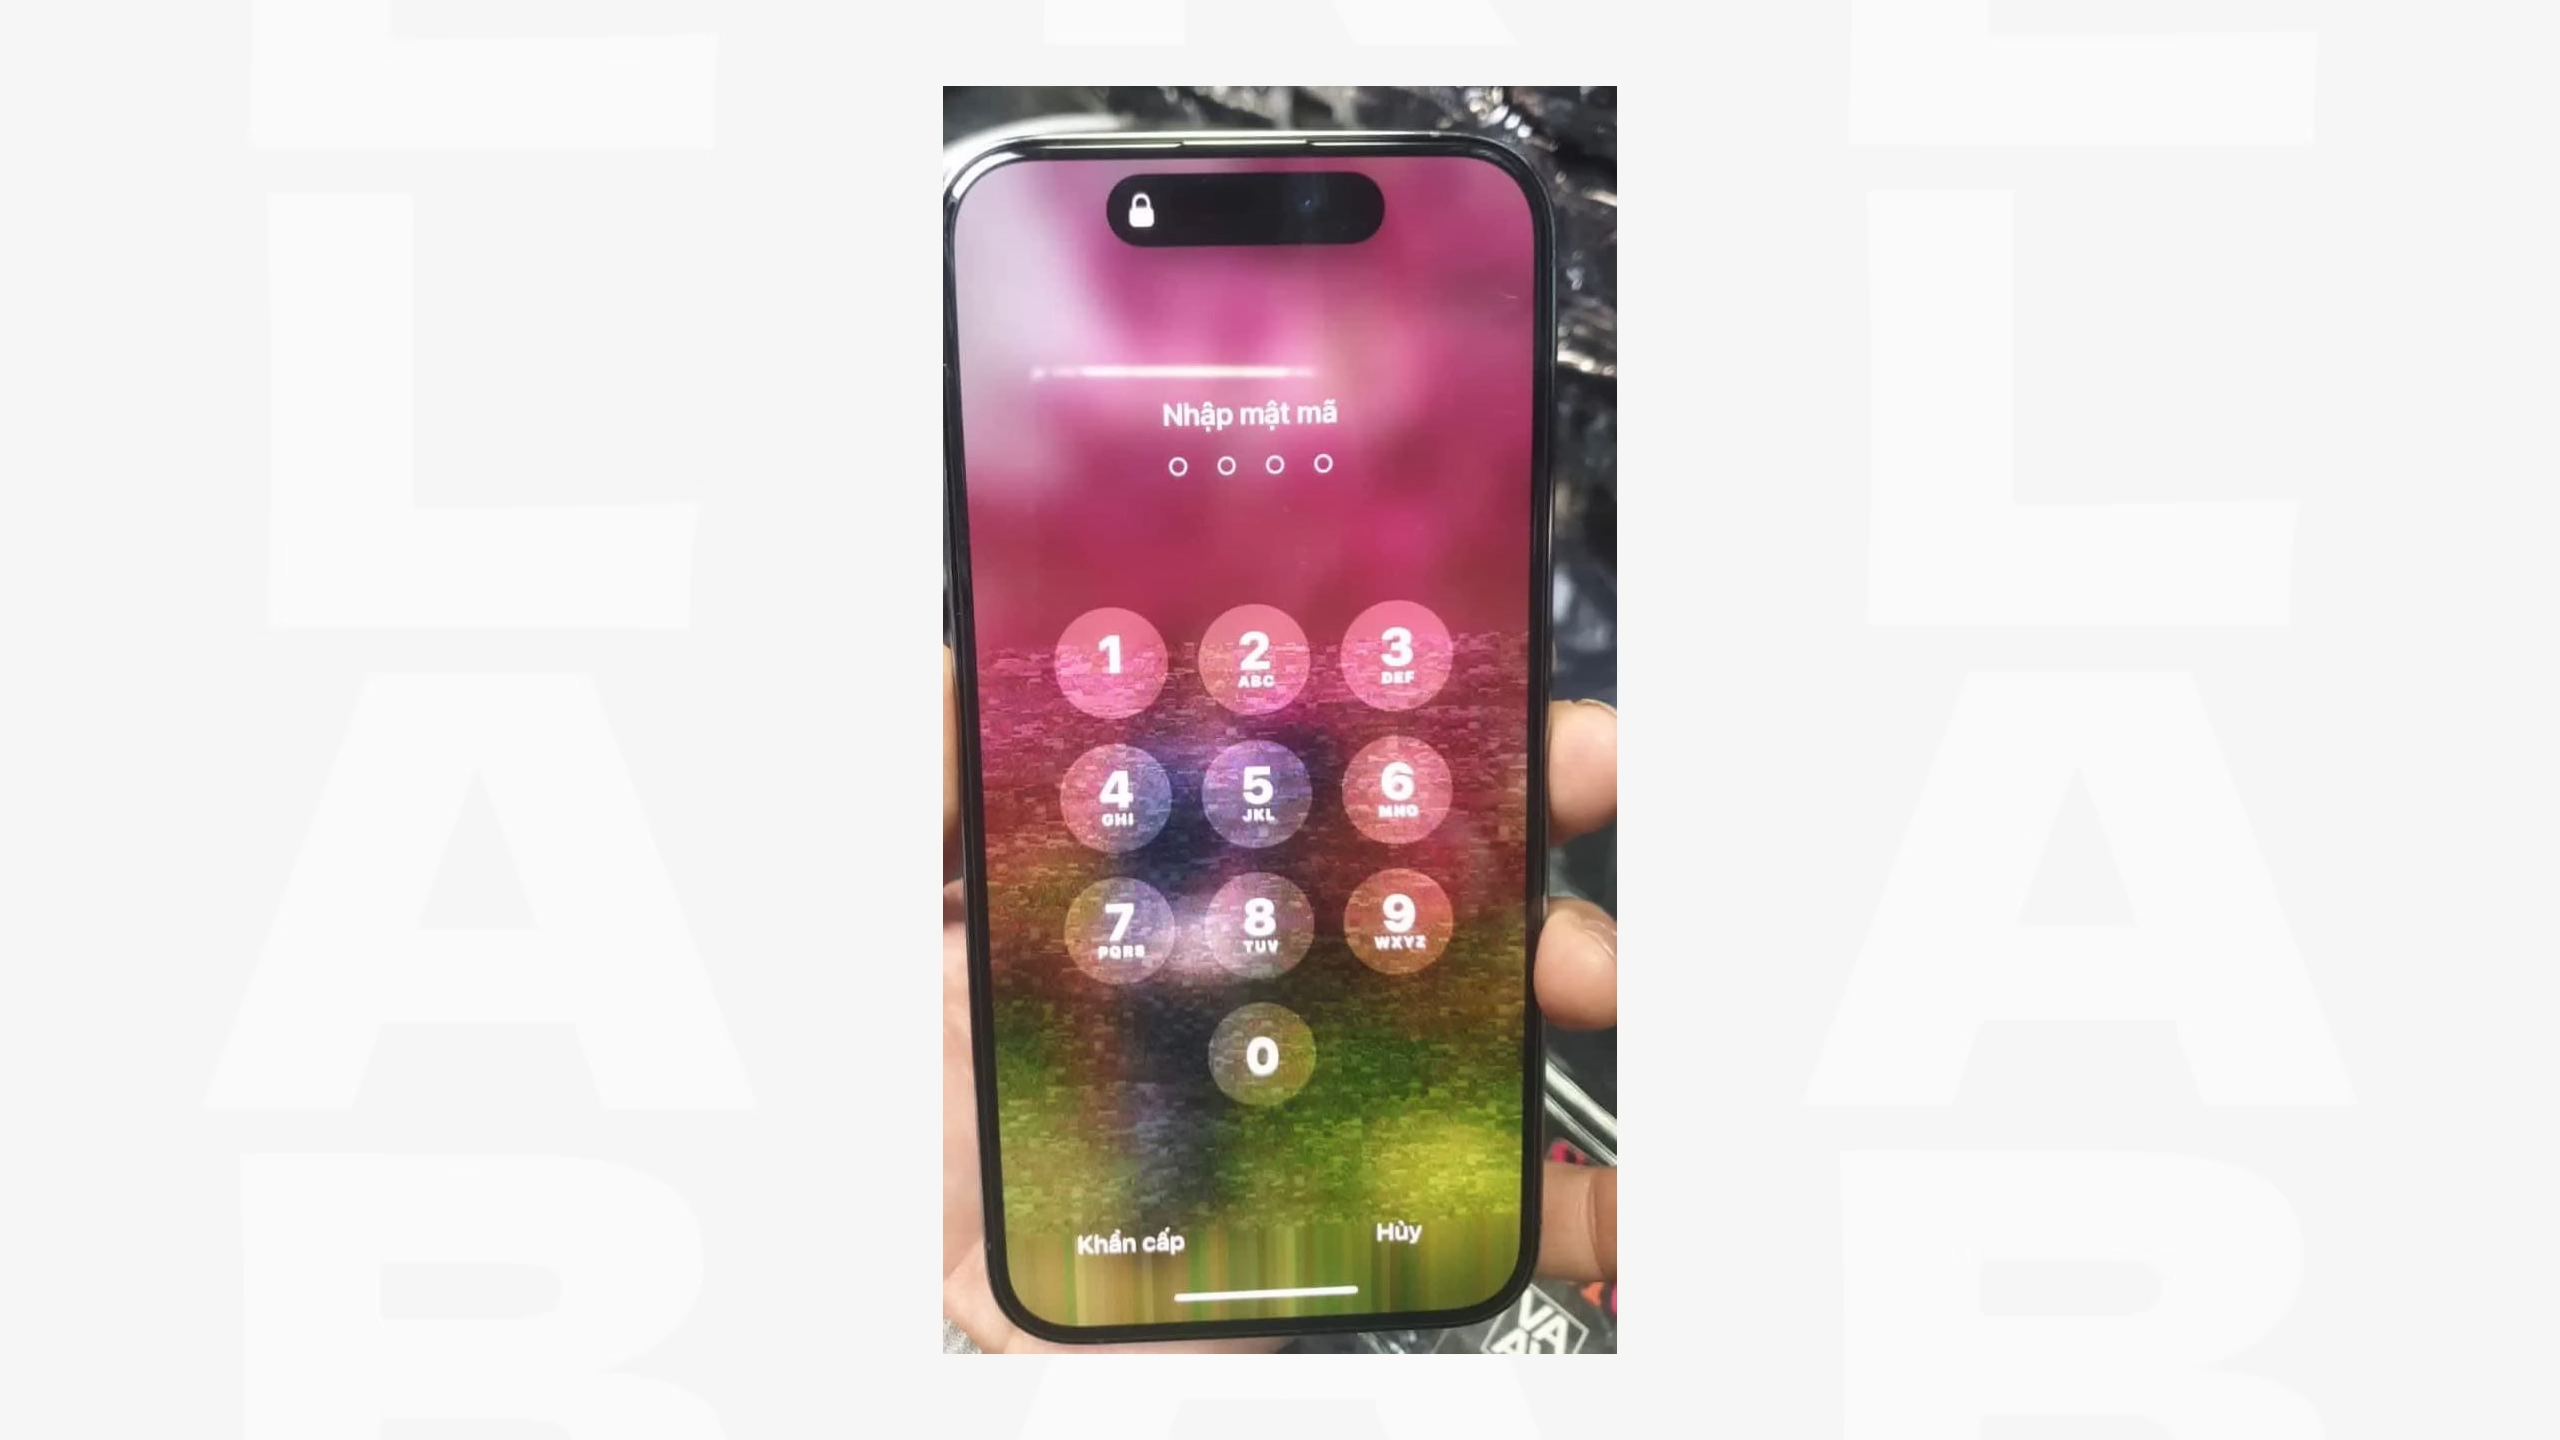 Nhập mật mã
1 2 3
ABC DEF
4 5 6
GHI JKL MNO
7 8 9
PQRS TUV WXYZ
0
Khẩn cấp Hủy